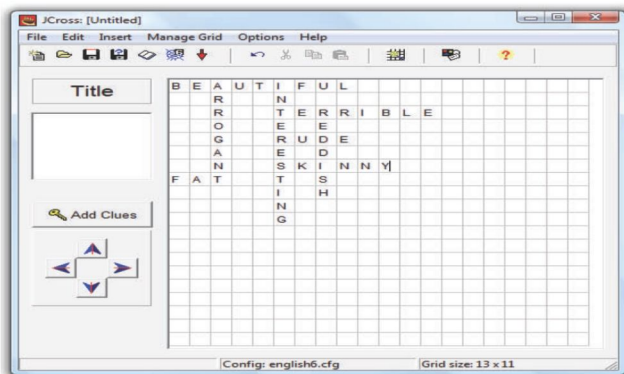 JCross: [Untitled]
File Edit Insert Manage Grid Options Help
Title
Add Clues
B E A U T I F U L
R N
R T E R R I B L E
O E E
G R U D E
A E D
N S K I N N Y
F A T T S
I H
N
G
Config: english6.cfg Grid size: 13 x 11